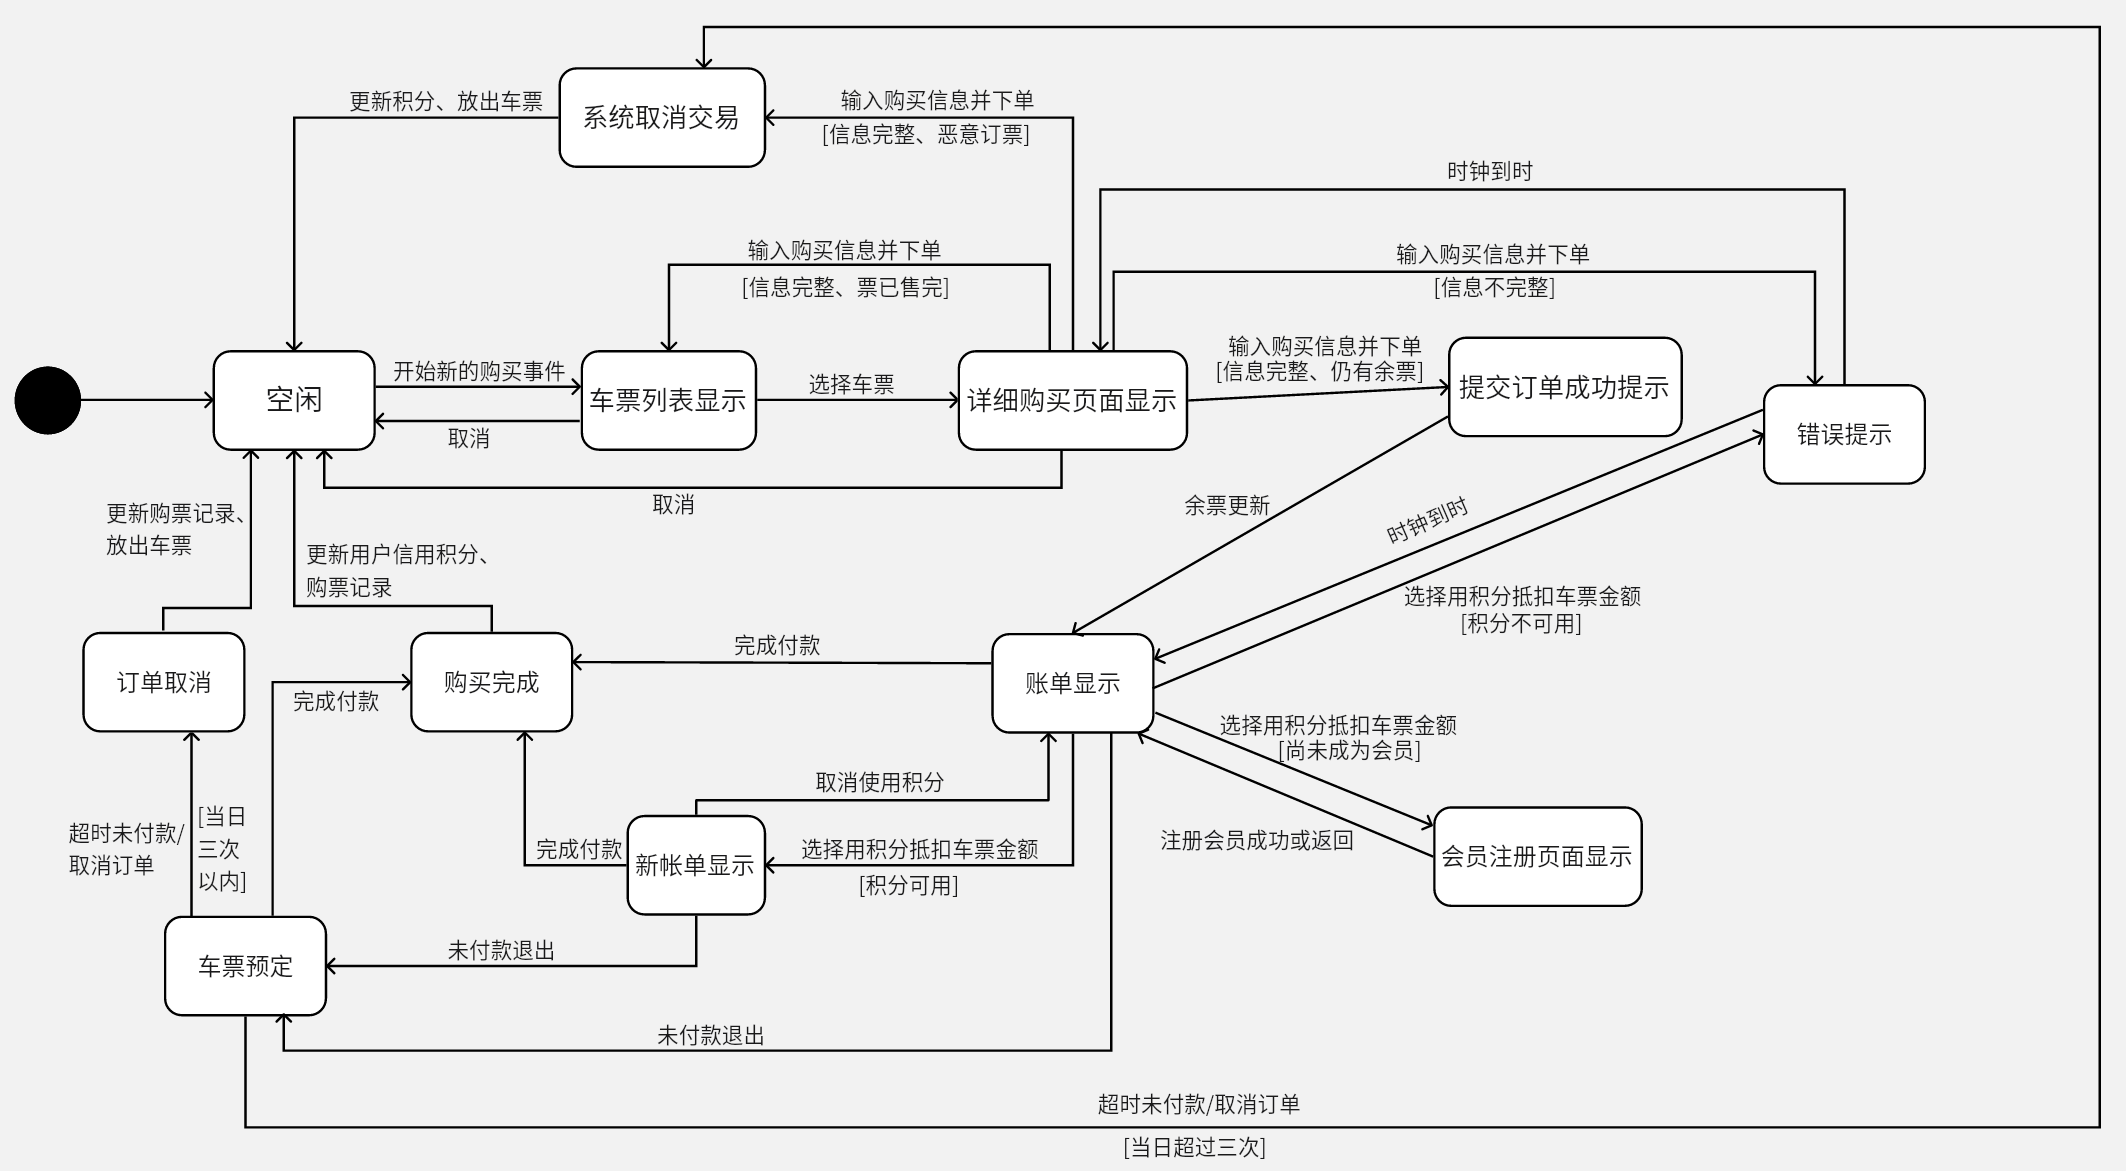 更新积分、放出车票
系统取消交易
输入购买信息并下单
[信息完整、恶意订票]
时钟到时
输入购买信息并下单
[信息完整、票已售完]
输入购买信息并下单
[信息不完整]
空闲
开始新的购买事件
取消
车票列表显示
选择车票
详细购买页面显示
输入购买信息并下单
[信息完整、仍有余票]
提交订单成功提示
错误提示
取消
余票更新
时钟到时
更新购票记录、
放出车票
更新用户信用积分、
购票记录
选择用积分抵扣车票金额
[积分不可用]
订单取消
完成付款
购买完成
完成付款
账单显示
选择用积分抵扣车票金额
[尚未成为会员]
取消使用积分
超时未付款/
取消订单
[当日
三次
以内]
完成付款
新帐单显示
选择用积分抵扣车票金额
[积分可用]
注册会员成功或返回
会员注册页面显示
车票预定
未付款退出
未付款退出
超时未付款/取消订单
[当日超过三次]